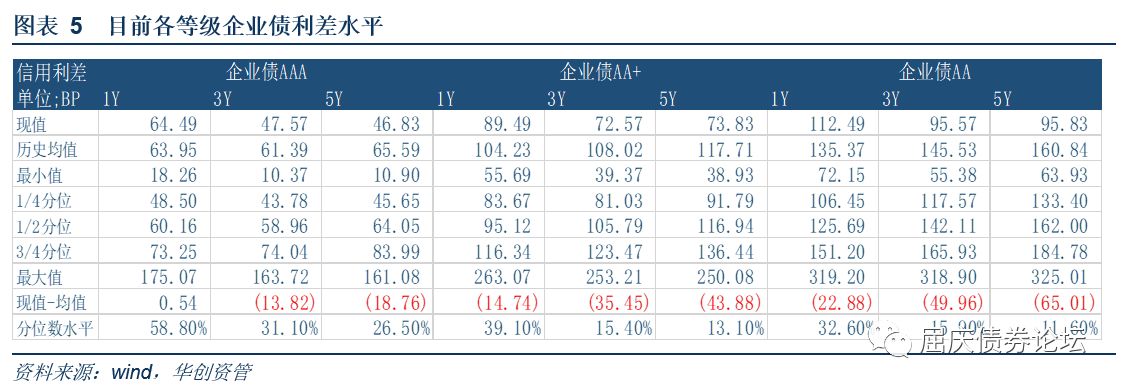 图表 5 目前各等级企业债利差水平
信用利差 企业债AAA 企业债AA+ 企业债AA
单位;BP 1Y 3Y 5Y 1Y 3Y 5Y 1Y 3Y 5Y
现值 64.49 47.57 46.83 89.49 72.57 73.83 112.49 95.57 95.83
历史均值 63.95 61.39 65.59 104.23 108.02 117.71 135.37 145.53 160.84
最小值 18.26 10.37 10.90 55.69 39.37 38.93 72.15 55.38 63.93
1/4分位 48.50 43.78 45.65 83.67 81.03 91.79 106.45 117.57 133.40
1/2分位 60.16 58.96 64.05 95.12 105.79 116.94 125.69 142.11 162.00
3/4分位 73.25 74.04 83.99 116.34 123.47 136.44 151.20 165.93 184.78
最大值 175.07 163.72 161.08 263.07 253.21 250.08 319.20 318.90 325.01
现值-均值 0.54 (13.82) (18.76) (14.74) (35.45) (43.88) (22.88) (49.96) (65.01)
分位数水平 58.80% 31.10% 26.50% 39.10% 15.40% 13.10% 32.60%
屈庆债券论坛
资料来源：wind，华创资管